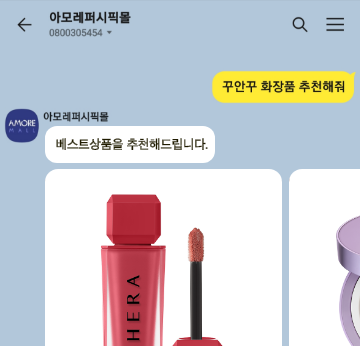 아모레퍼시픽몰
0800305454
꾸안꾸 화장품 추천해줘
아모레퍼시픽몰
AMORE
MALL
베스트상품을 추천해드립니다.
HERA